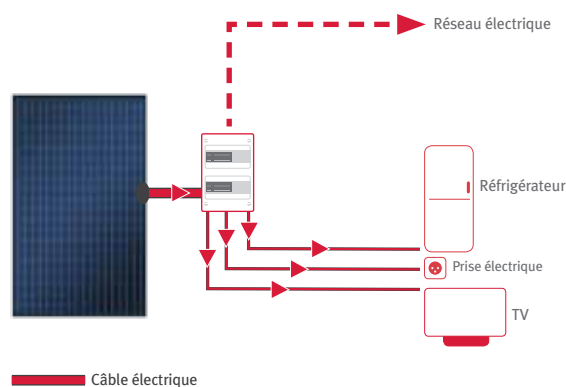 Réseau électrique
Réfrigérateur
Prise électrique
TV
Câble électrique